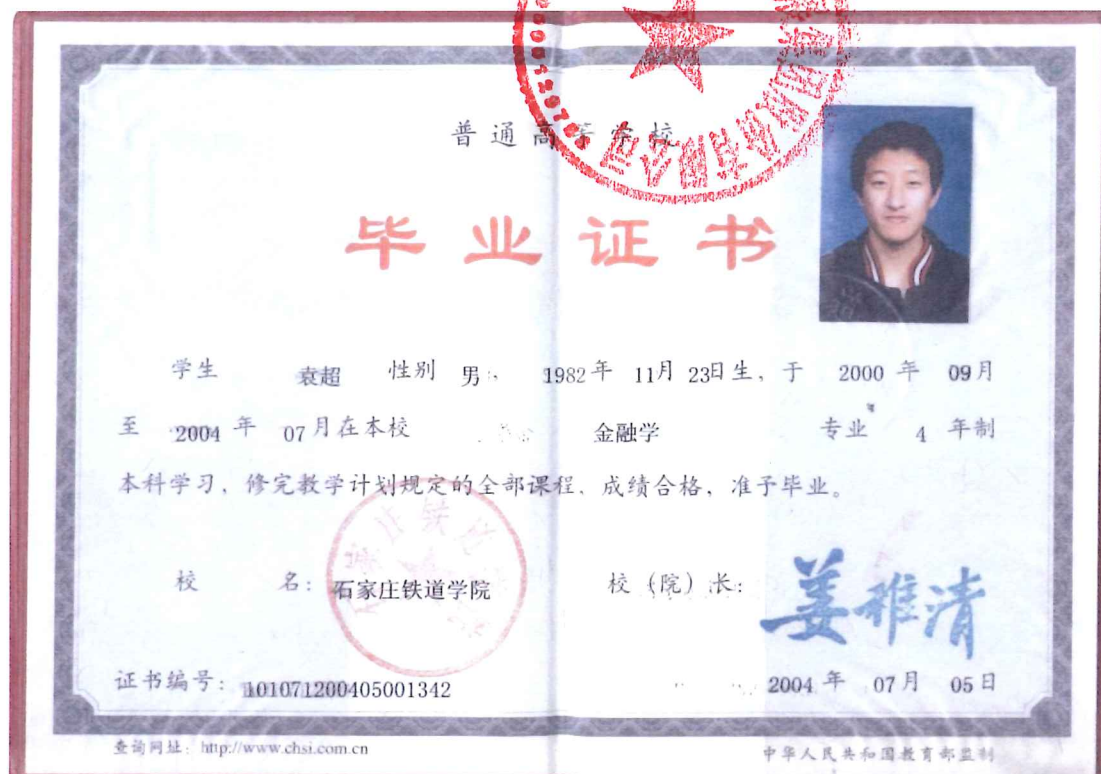 普通高等学校
毕业证书
学生 袁超 性别 男, 1982年 11月 23日生, 于 2000 年 09月
至 2004 年 07月在本校 金融学 专业 4 年制
本科学习, 修完教学计划规定的全部课程、成绩合格, 准予毕业。
校 名: 石家庄铁道学院 校(院)长: 姜稚清
证书编号: 101071200405001342 2004 年 07月 05日
查询网址: http://www.chsi.com.cn 中华人民共和国教育部监制